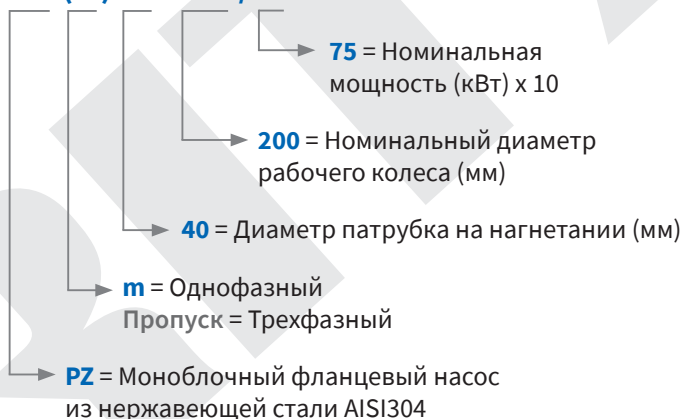 75 = Номинальная
мощность (кВт) x 10
200 = Номинальный диаметр
рабочего колеса (мм)
40 = Диаметр патрубка на нагнетании (мм)
m = Однофазный
Пропуск = Трехфазный
PZ = Моноблочный фланцевый насос
из нержавеющей стали AISI304